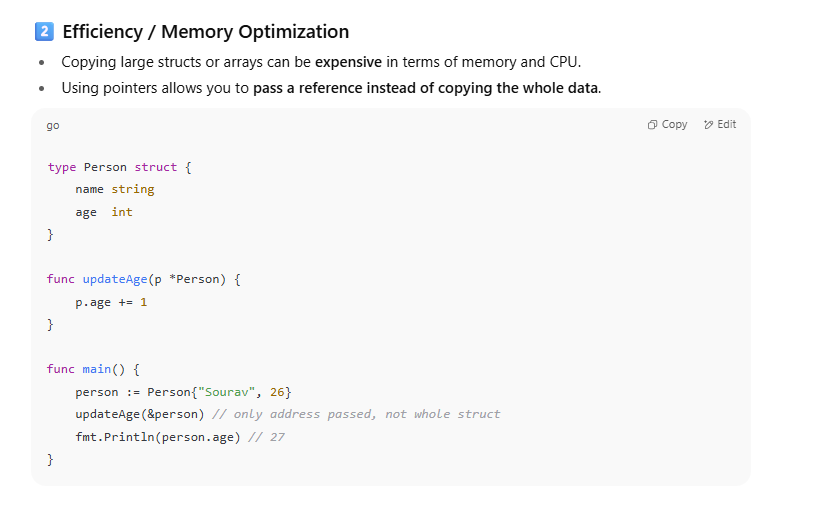 2 Efficiency / Memory Optimization
• Copying large structs or arrays can be expensive in terms of memory and CPU.
• Using pointers allows you to pass a reference instead of copying the whole data.
go Copy Edit
type Person struct {
    name string
    age  int
}
func updateAge(p *Person) {
    p.age += 1
}
func main() {
    person := Person{"Sourav", 26}
    updateAge(&person) // only address passed, not whole struct
    fmt.Println(person.age) // 27
}